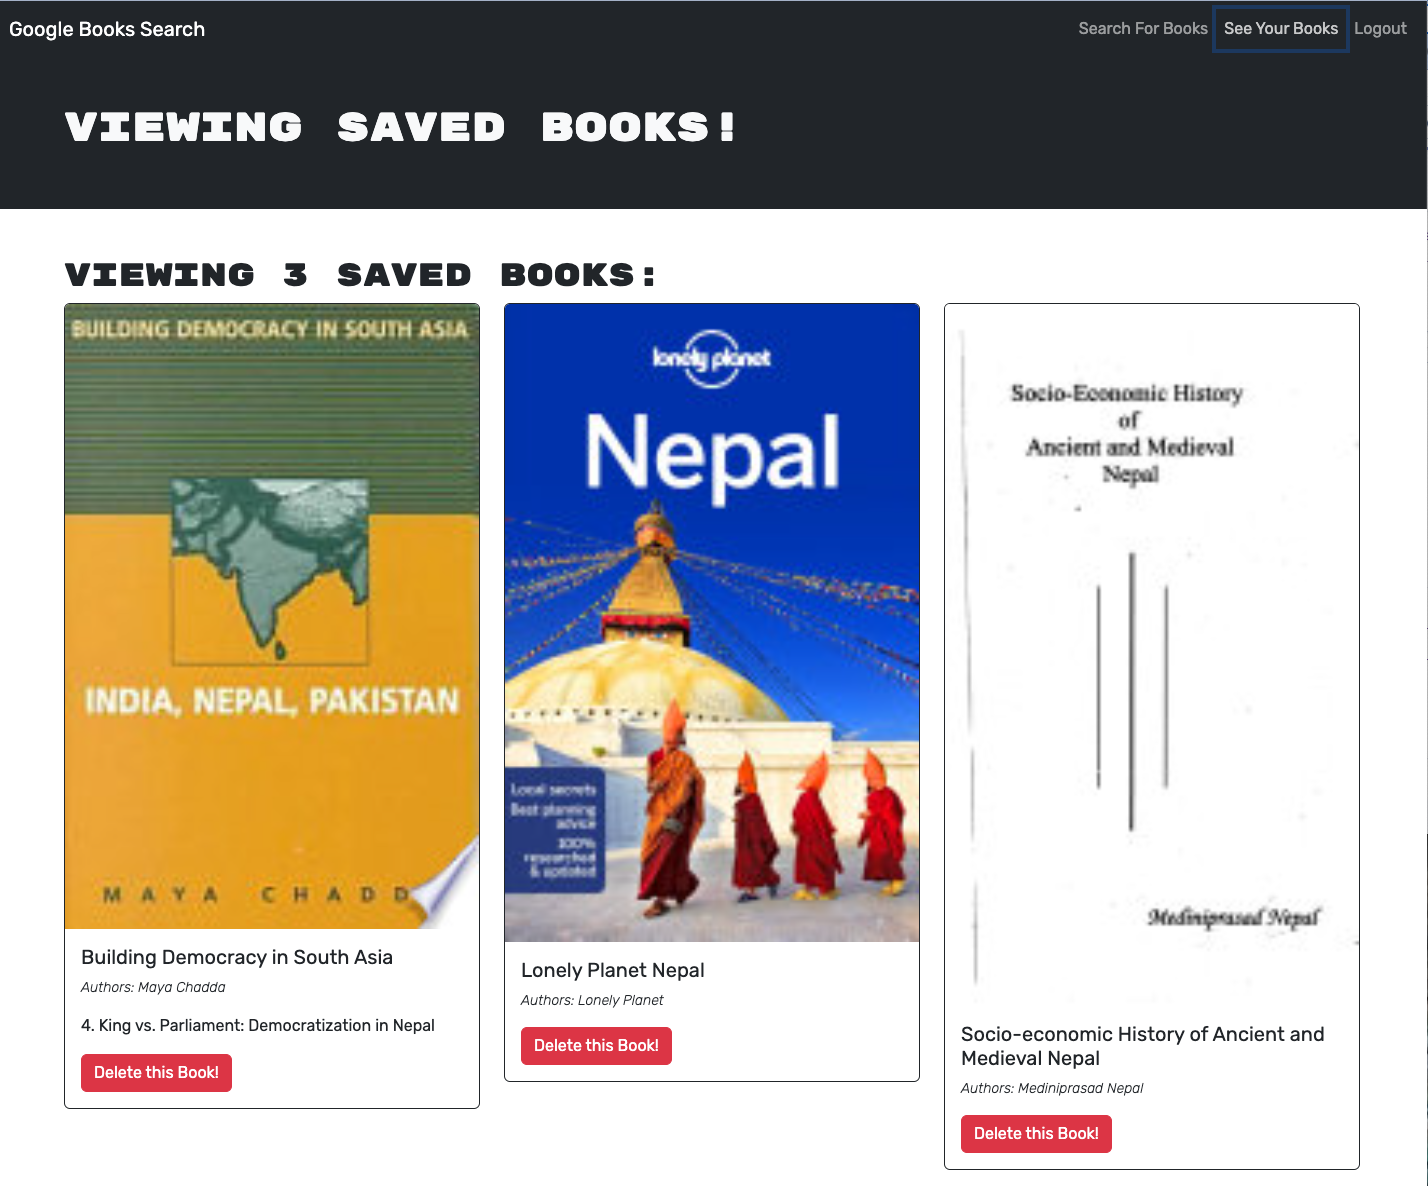 Google Books Search
Search For Books
See Your Books
Logout
VIEWING SAVED BOOKS!
VIEWING 3 SAVED BOOKS:
BUILDING DEMOCRACY IN SOUTH ASIA
INDIA, NEPAL, PAKISTAN
MAYA CHADD
Building Democracy in South Asia
Authors: Maya Chadda
4. King vs. Parliament: Democratization in Nepal
Delete this Book!
lonely planet
Nepal
Local secrets
Best planning
advice
100%
researched
& updated
Lonely Planet Nepal
Authors: Lonely Planet
Delete this Book!
Socio-Economic History
of
Ancient and Medieval
Nepal
Mediniprasad Nepal
Socio-economic History of Ancient and
Medieval Nepal
Authors: Mediniprasad Nepal
Delete this Book!